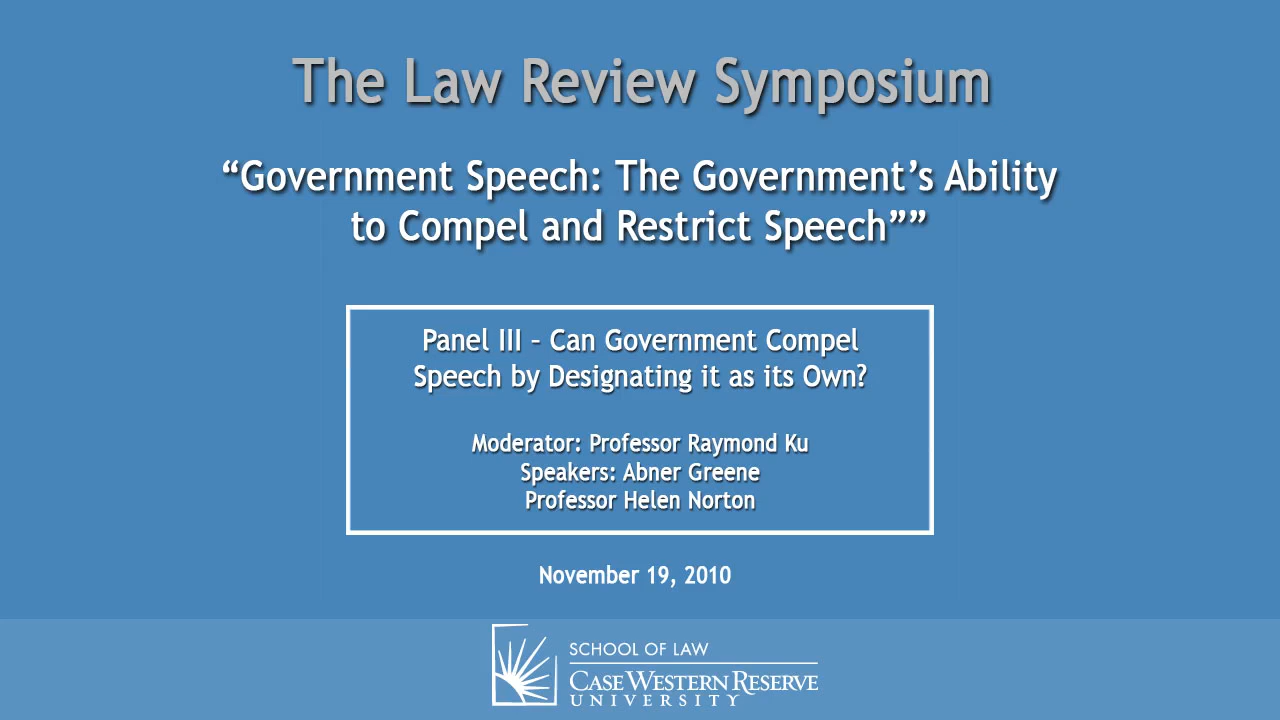 The Law Review Symposium
“Government Speech: The Government’s Ability
to Compel and Restrict Speech””
Panel III – Can Government Compel
Speech by Designating it as its Own?
Moderator: Professor Raymond Ku
Speakers: Abner Greene
Professor Helen Norton
November 19, 2010
SCHOOL OF LAW
CASE WESTERN RESERVE
UNIVERSITY